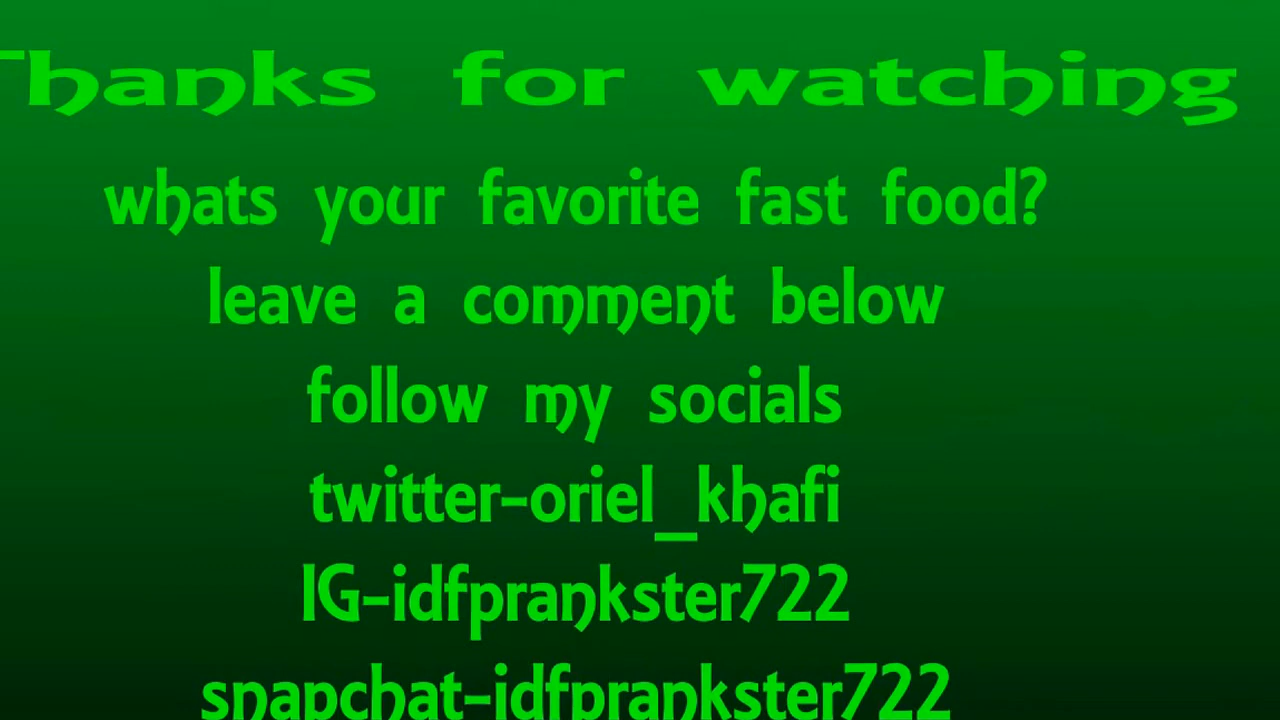 Thanks for watching
whats your favorite fast food?
leave a comment below
follow my socials
twitter-oriel_khafi
IG-idfprankster722
snapchat-idfprankster722